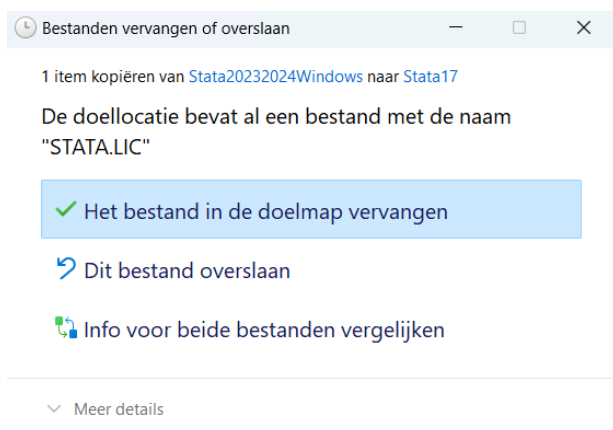 Bestanden vervangen of overslaan
1 item kopiëren van Stata20232024Windows naar Stata17
De doellocatie bevat al een bestand met de naam
"STATA.LIC"
Het bestand in de doelmap vervangen
Dit bestand overslaan
Info voor beide bestanden vergelijken
Meer details